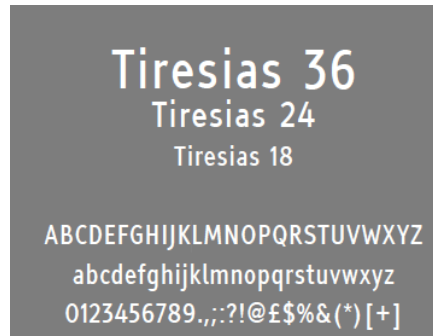 Tiresias 36
Tiresias 24
Tiresias 18
ABCDEFGHIJKLMNOPQRSTUVWXYZ
abcdefghijklmnopqrstuvwxyz
0123456789.,;:?!@£$%&(*)[+]